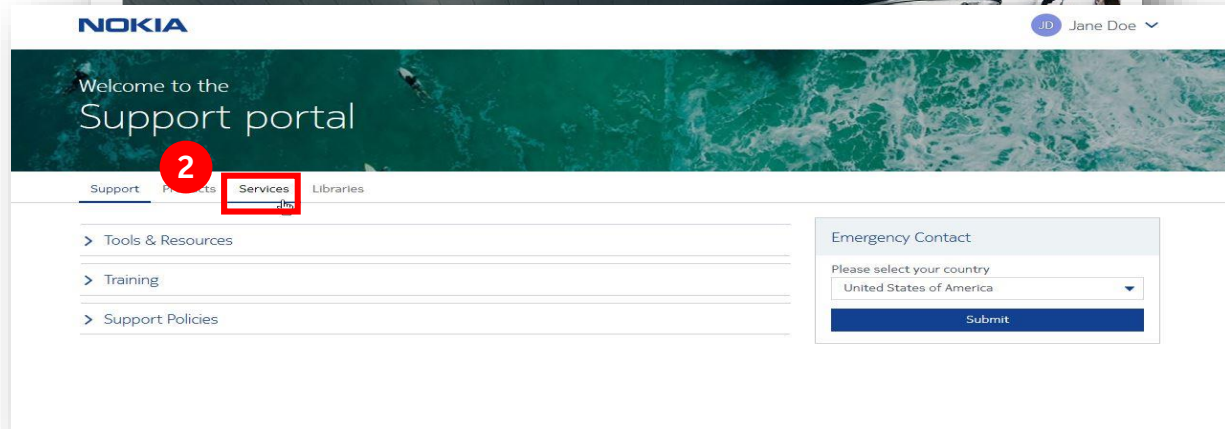 NOKIA
JD Jane Doe
Welcome to the
Support portal
2
Support Services Libraries
Tools & Resources
Training
Support Policies
Emergency Contact
Please select your country
United States of America
Submit